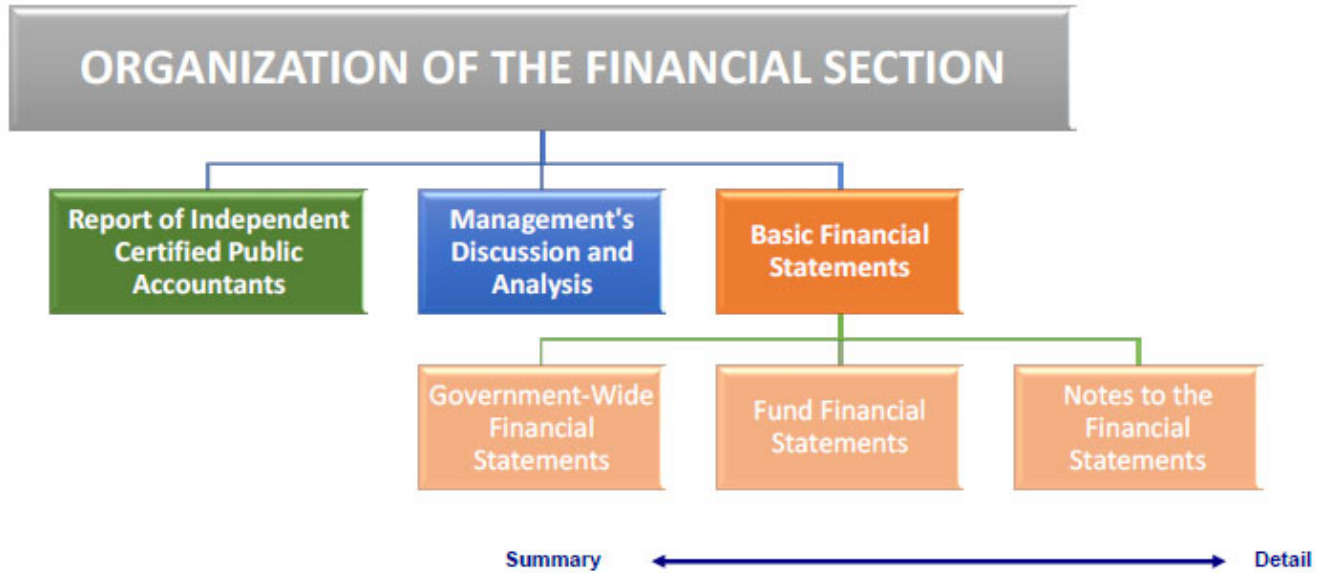 ORGANIZATION OF THE FINANCIAL SECTION
Report of Independent
Certified Public
Accountants
Management's
Discussion and
Analysis
Basic Financial
Statements
Government-Wide
Financial
Statements
Fund Financial
Statements
Notes to the
Financial
Statements
Summary
Detail